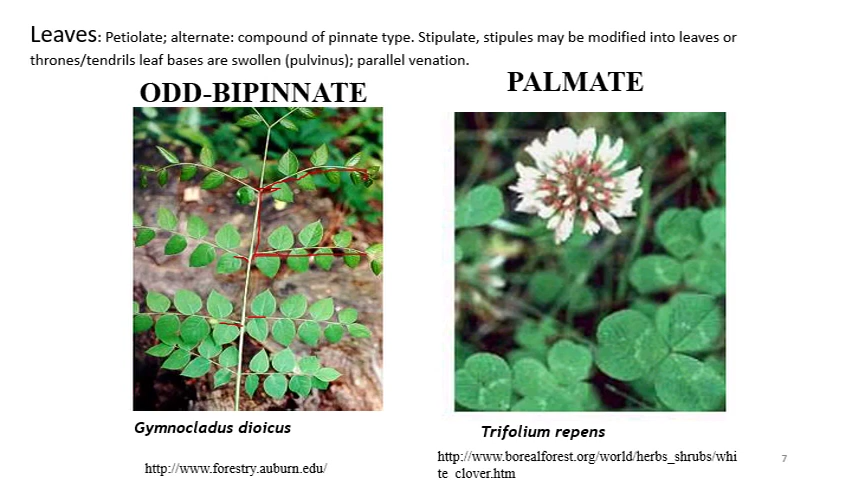 Leaves: Petiolate; alternate: compound of pinnate type. Stipulate, stipules may be modified into leaves or
thrones/tendrils leaf bases are swollen (pulvinus); parallel venation.
ODD-BIPINNATE
PALMATE
Gymnocladus dioicus
Trifolium repens
http://www.forestry.auburn.edu/
http://www.borealforest.org/world/herbs_shrubs/whi
te_clover.htm
7